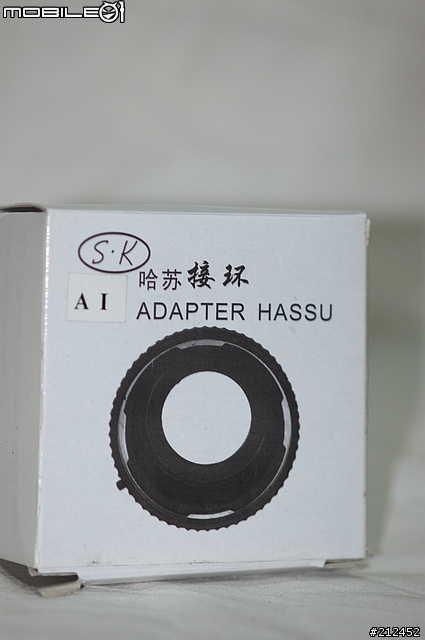 MOBILE01
S·K
哈苏接环
AI
ADAPTER HASSU
#212452